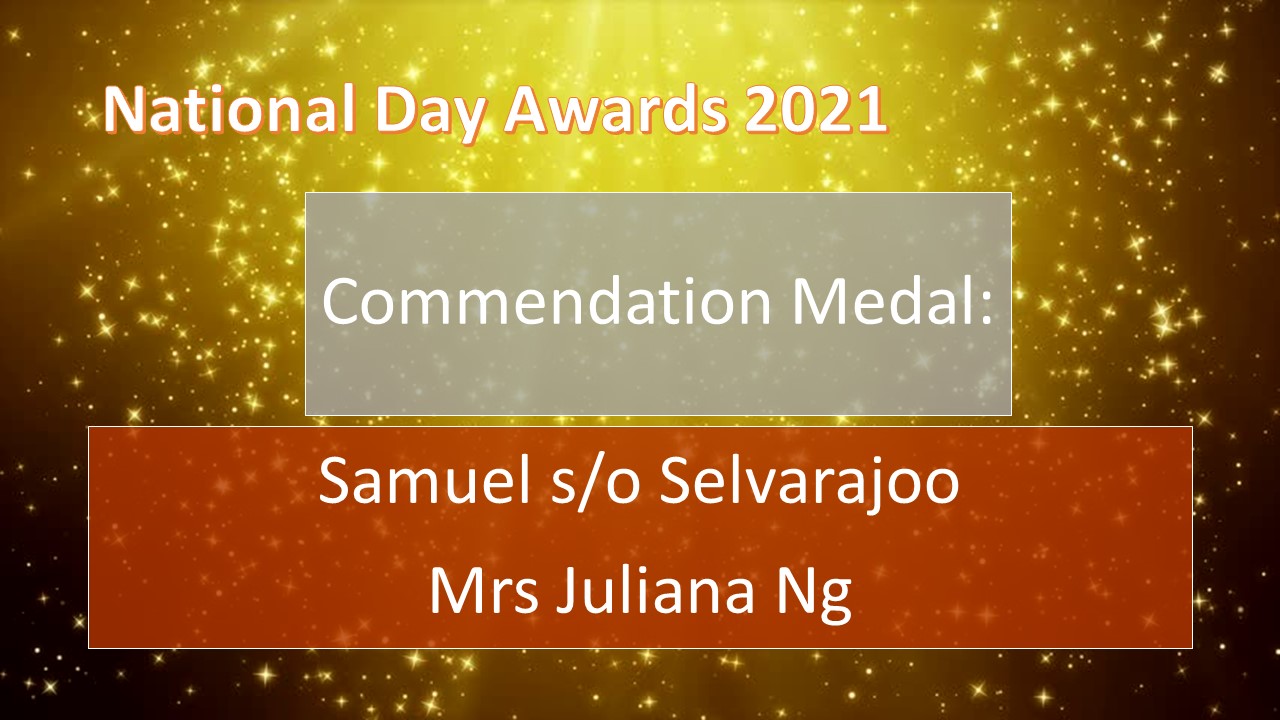 National Day Awards 2021
Commendation Medal:
Samuel s/o Selvarajoo
Mrs Juliana Ng